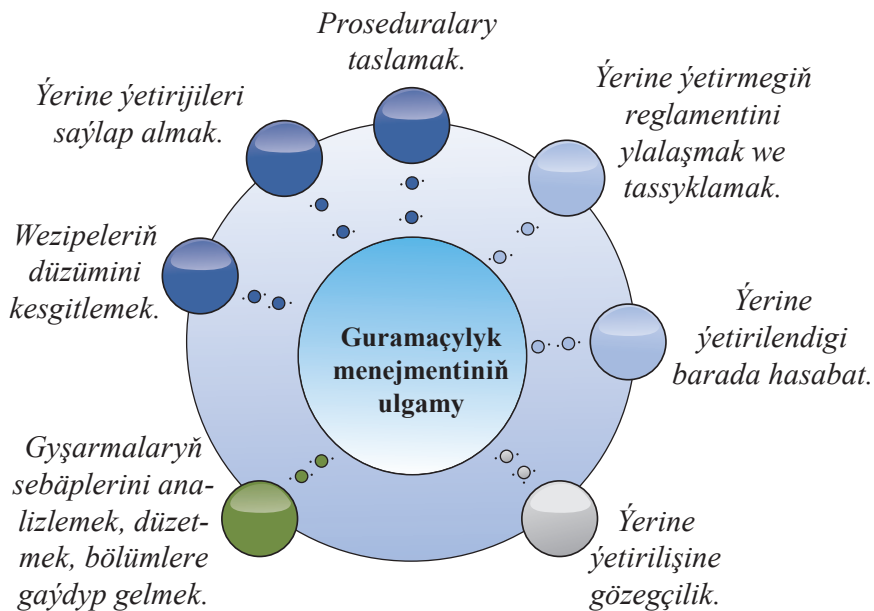 Proseduralary
taslamak.
Ýerine ýetirijileri
saýlap almak.
Ýerine ýetirmegiň
reglamentini
ylalaşmak we
tassyklamak.
Wezipeleriň
düzümini
kesgitlemek.
Ýerine
ýetirilendigi
barada hasabat.
Guramaçylyk
menejmentiniň
ulgamy
Gyşarmalaryň
sebäplerini ana-
lizlemek, düzet-
mek, bölümlere
gaýdyp gelmek.
Ýerine
ýetirilişine
gözegçilik.